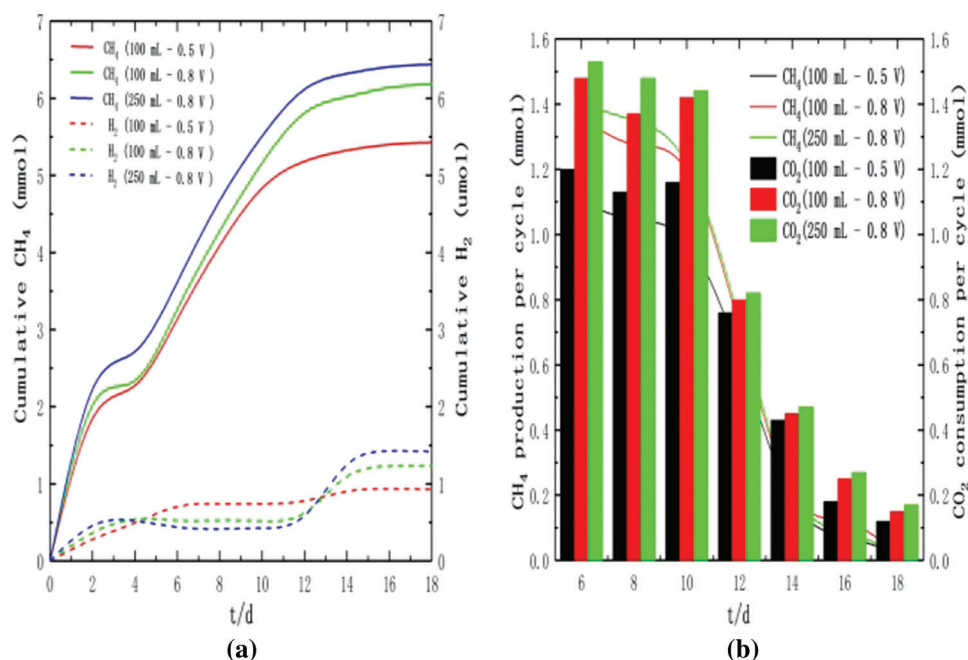 7
6
5
4
3
2
1
0
Cumulative CH₄ (mmol)
CH₄ (100 mL - 0.5 V)
CH₄ (100 mL - 0.8 V)
CH₄ (250 mL - 0.8 V)
H₂ (100 mL - 0.5 V)
H₂ (100 mL - 0.8 V)
H₂ (250 mL - 0.8 V)
7
6
5
4
3
2
1
0
Cumulative H₂ (umol)
0 2 4 6 8 10 12 14 16 18
t/d
(a)
1.6
1.4
1.2
1.0
0.8
0.6
0.4
0.2
0.0
CH₄ production per cycle (mmol)
CH₄(100 mL - 0.5 V)
CH₄(100 mL - 0.8 V)
CH₄(250 mL - 0.8 V)
CO₂(100 mL - 0.5 V)
CO₂(100 mL - 0.8 V)
CO₂(250 mL - 0.8 V)
1.6
1.4
1.2
1.0
0.8
0.6
0.4
0.2
0.0
CO₂ consumption per cycle (mmol)
6 8 10 12 14 16 18
t/d
(b)